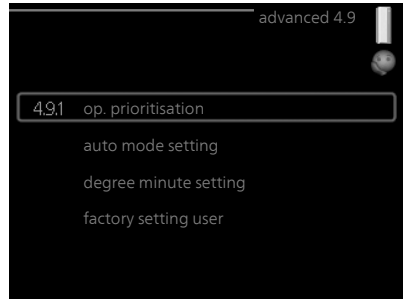 advanced 4.9
4.9.1 op. prioritisation
auto mode setting
degree minute setting
factory setting user